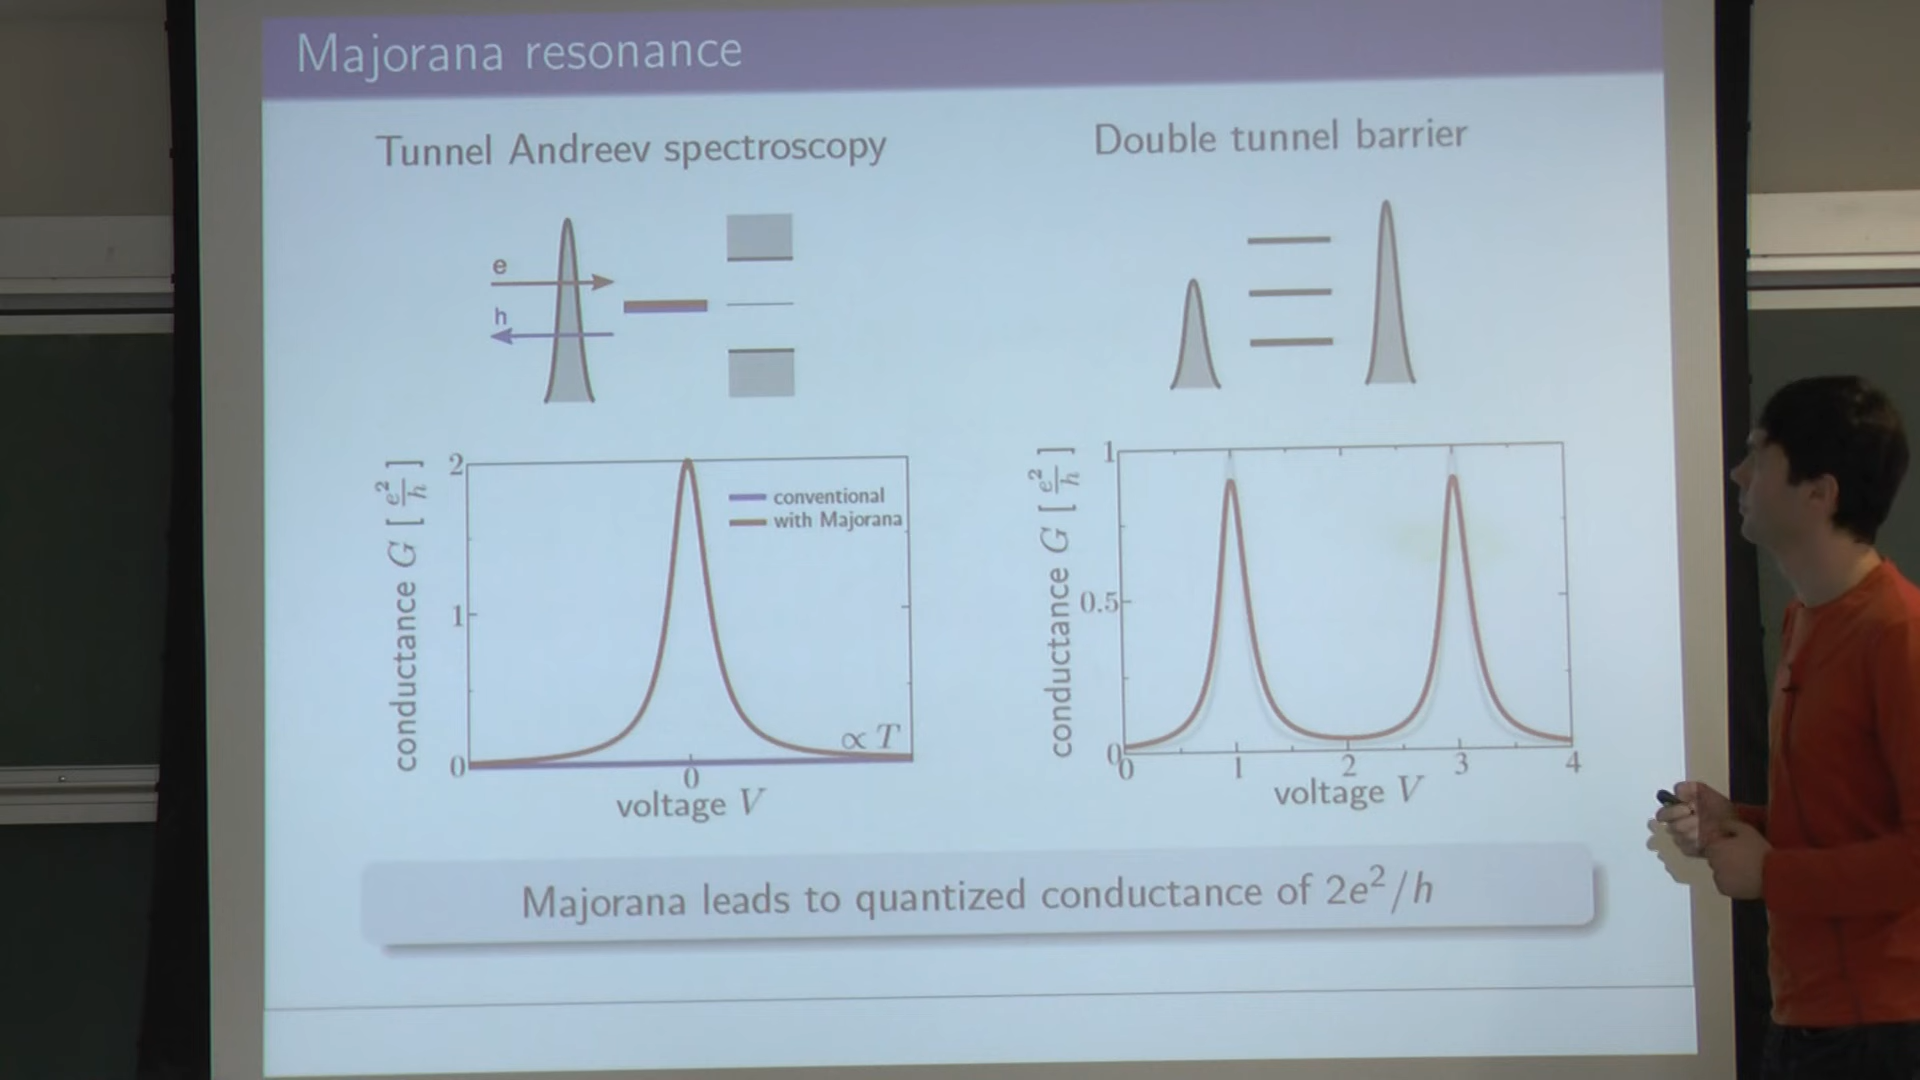 Majorana resonance
Tunnel Andreev spectroscopy
e
h
conductance G [e²/h]
2
1
0
conventional
with Majorana
∝ T
0
voltage V
Double tunnel barrier
conductance G [e²/h]
1
0.5
0
0 1 2 3 4
voltage V
Majorana leads to quantized conductance of 2e²/h